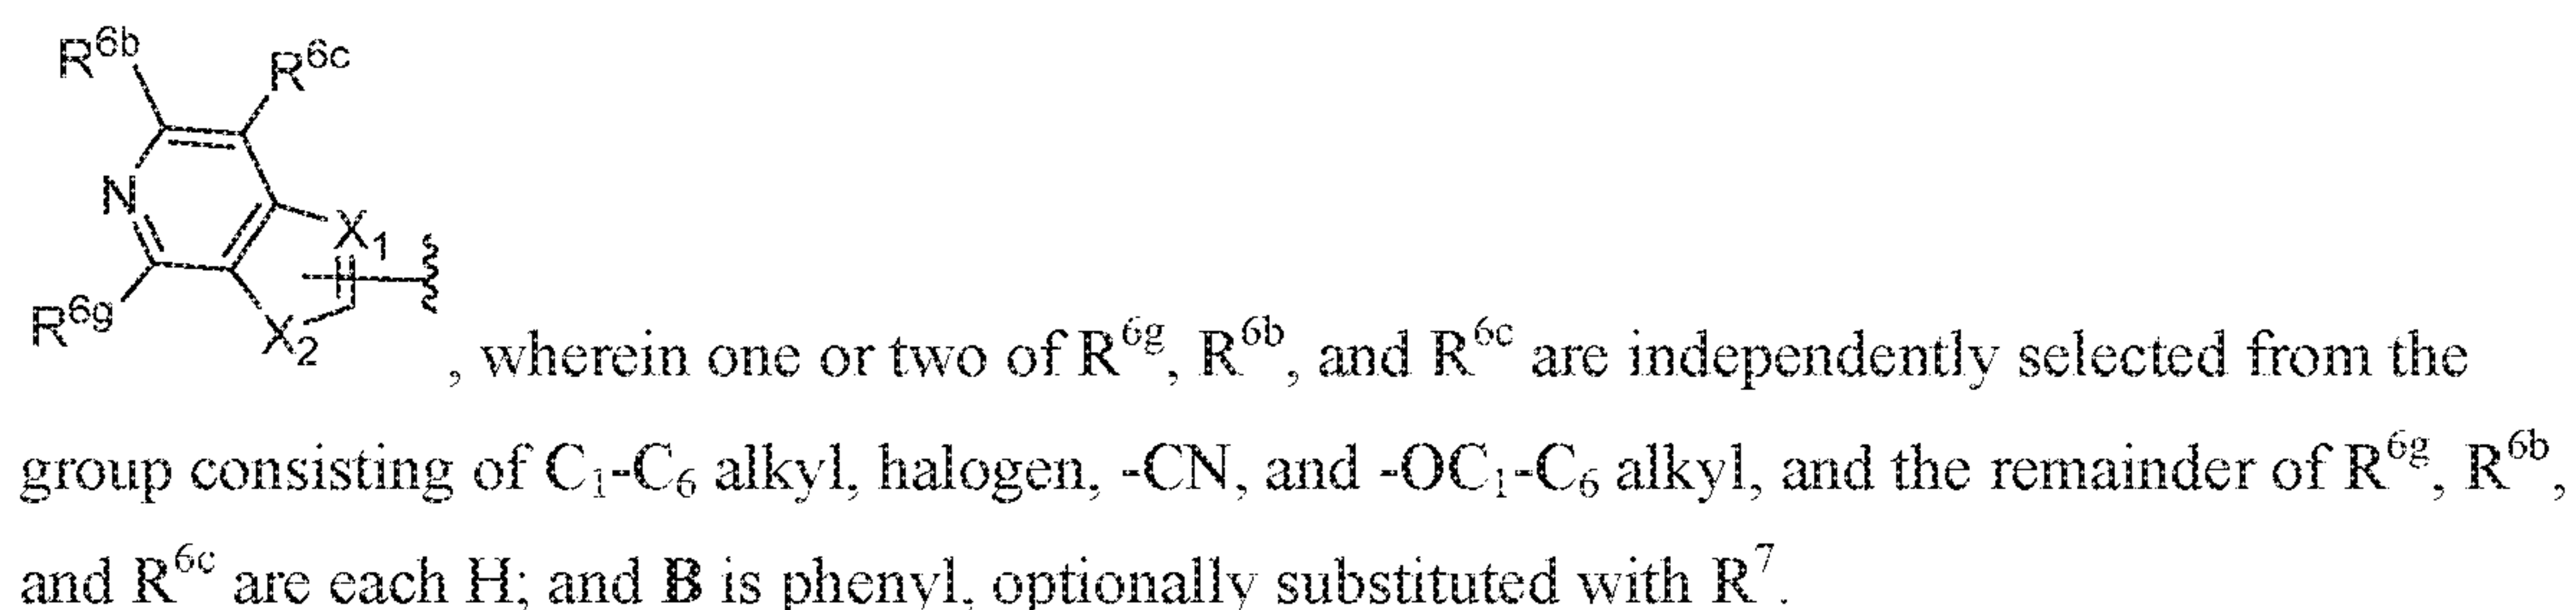 R⁶ᵇ
R⁶ᶜ
N
X₁
R⁶ᵍ
X₂
, wherein one or two of R⁶ᵍ, R⁶ᵇ, and R⁶ᶜ are independently selected from the
group consisting of C₁-C₆ alkyl, halogen, -CN, and -OC₁-C₆ alkyl, and the remainder of R⁶ᵍ, R⁶ᵇ,
and R⁶ᶜ are each H; and B is phenyl, optionally substituted with R⁷.